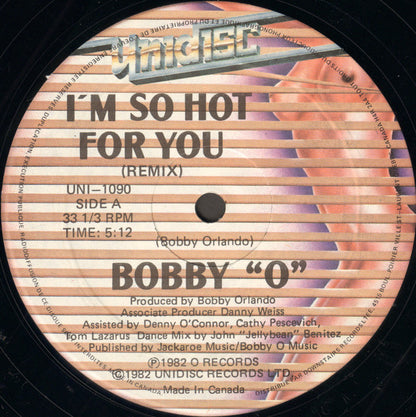 unidisc
I'M SO HOT
FOR YOU
(REMIX)
UNI-1090
SIDE A
33 1/3 RPM
TIME: 5:12
(Bobby Orlando)
BOBBY "O"
Produced by Bobby Orlando
Associate Producer Danny Weiss
Assisted by Denny O'Connor, Cathy Pescevich,
Tom Lazarus Dance Mix by John "Jellybean" Benitez
Published by Jackaroe Music/Bobby O Music
Ⓟ1982 O RECORDS
©1982 UNIDISC RECORDS LTD.
Made In Canada